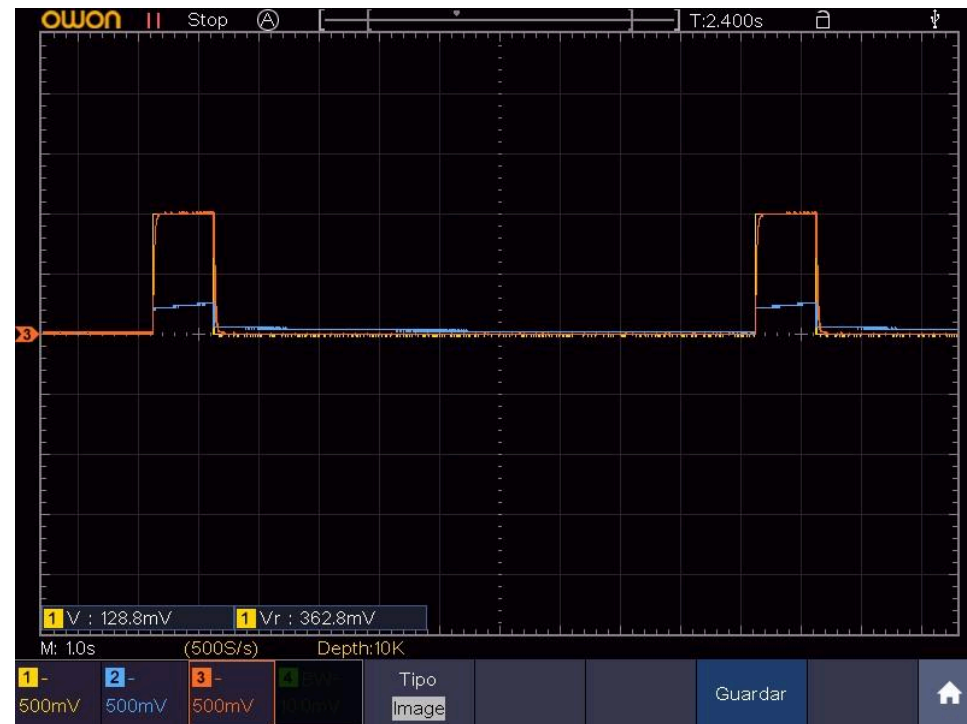 OWON || Stop A T:2.400s
3
1 V : 128.8mV 1 Vr : 362.8mV
M: 1.0s (500S/s) Depth:10K
1 - 2 - 3 - 4 Tipo
500mV 500mV 500mV Image Guardar